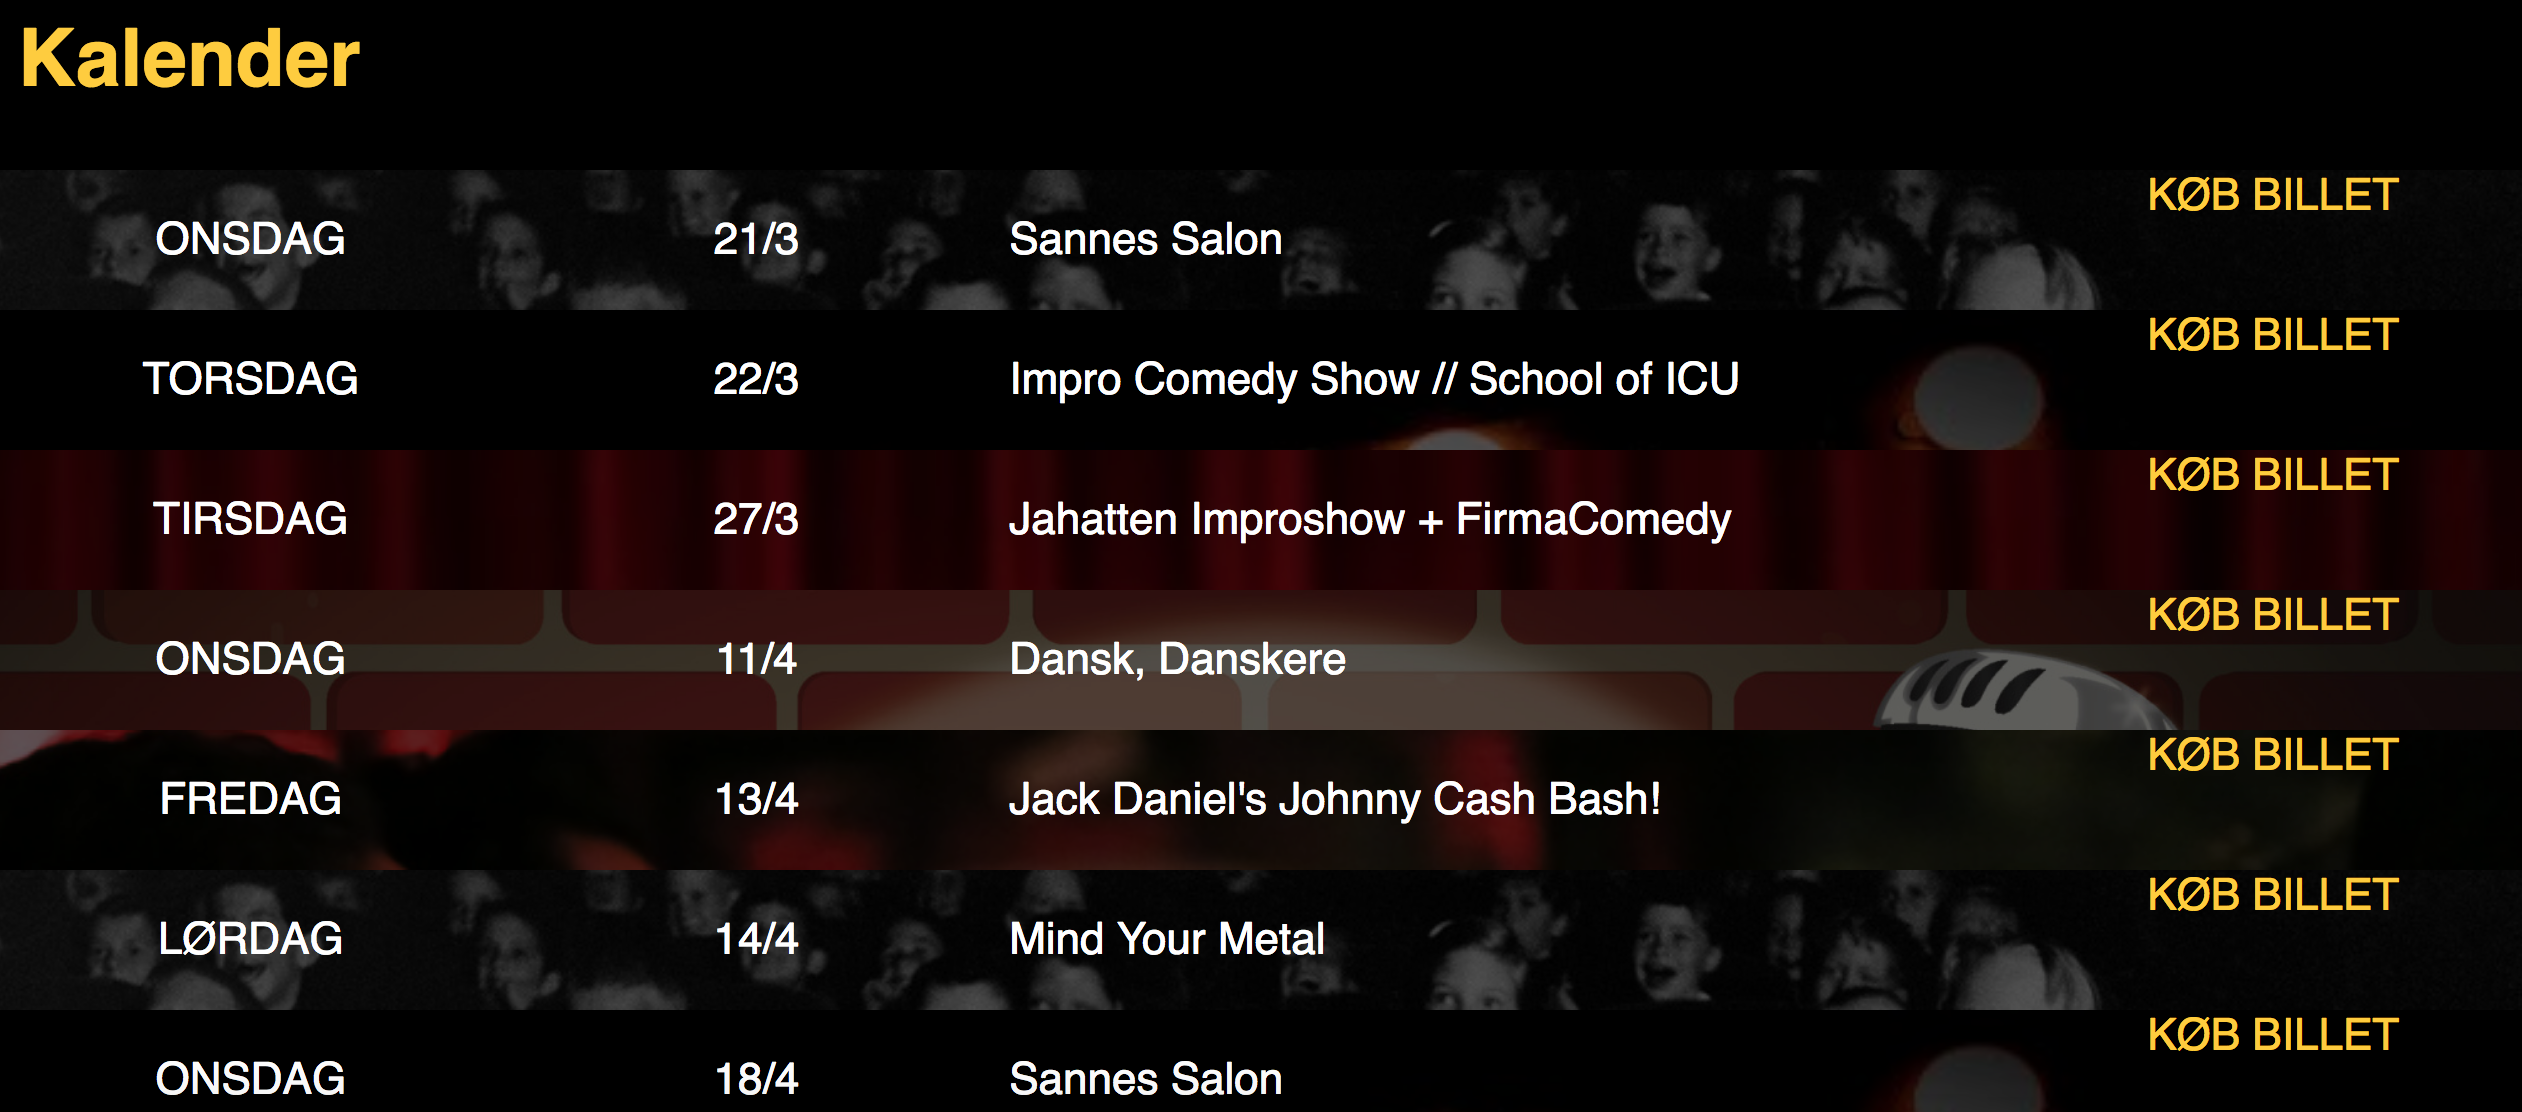 Kalender
KØB BILLET
ONSDAG 21/3 Sannes Salon
KØB BILLET
TORSDAG 22/3 Impro Comedy Show // School of ICU
KØB BILLET
TIRSDAG 27/3 Jahatten Improshow + FirmaComedy
KØB BILLET
ONSDAG 11/4 Dansk, Danskere
KØB BILLET
FREDAG 13/4 Jack Daniel's Johnny Cash Bash!
KØB BILLET
LØRDAG 14/4 Mind Your Metal
KØB BILLET
ONSDAG 18/4 Sannes Salon